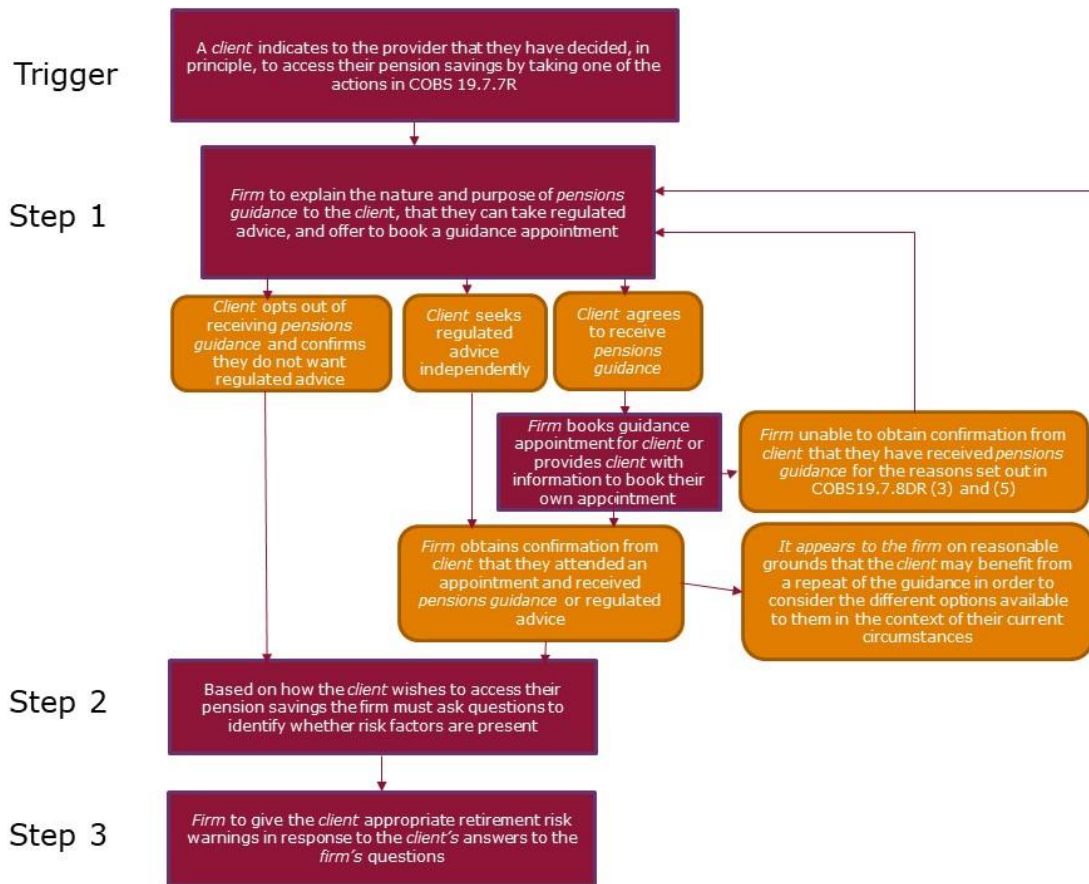 Trigger
A client indicates to the provider that they have decided, in
principle, to access their pension savings by taking one of the
actions in COBS 19.7.7R
Step 1
Firm to explain the nature and purpose of pensions
guidance to the client, that they can take regulated
advice, and offer to book a guidance appointment
Client opts out of
receiving pensions
guidance and confirms
they do not want
regulated advice
Client seeks
regulated
advice
independently
Client agrees
to receive
pensions
guidance
Firm books guidance
appointment for client or
provides client with
information to book their
own appointment
Firm unable to obtain confirmation from
client that they have received pensions
guidance for the reasons set out in
COBS19.7.8DR (3) and (5)
Firm obtains confirmation from
client that they attended an
appointment and received
pensions guidance or regulated
advice
It appears to the firm on reasonable
grounds that the client may benefit from
a repeat of the guidance in order to
consider the different options available
to them in the context of their current
circumstances
Step 2
Based on how the client wishes to access their
pension savings the firm must ask questions to
identify whether risk factors are present
Step 3
Firm to give the client appropriate retirement risk
warnings in response to the client's answers to the
firm's questions